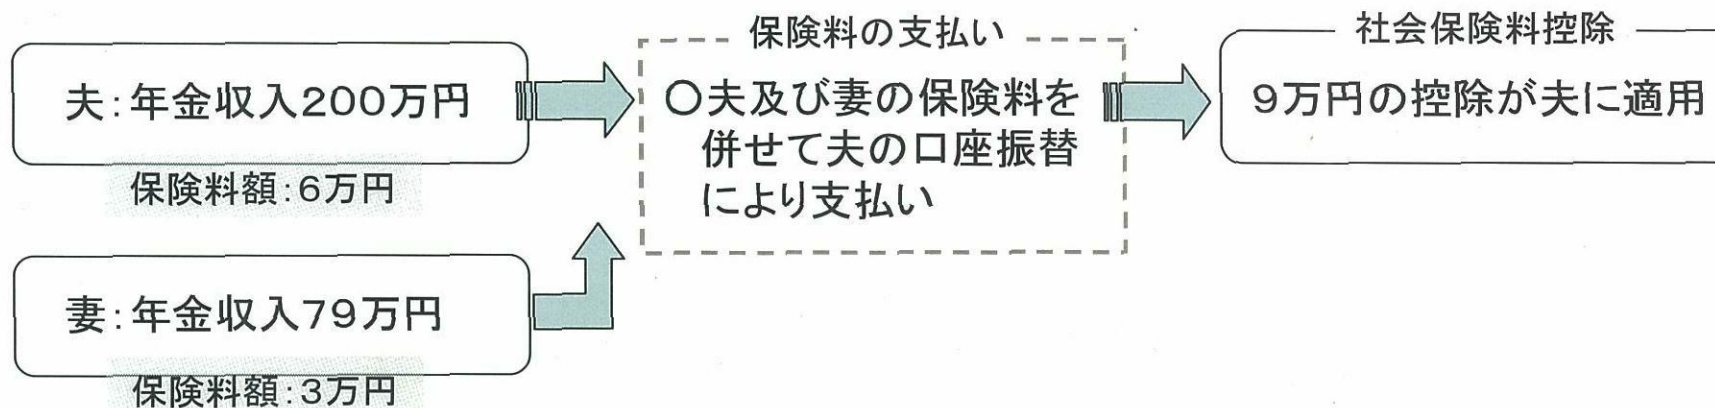 夫:年金収入200万円
保険料額:6万円
妻:年金収入79万円
保険料額:3万円
保険料の支払い
〇夫及び妻の保険料を
併せて夫の口座振替
により支払い
社会保険料控除
9万円の控除が夫に適用